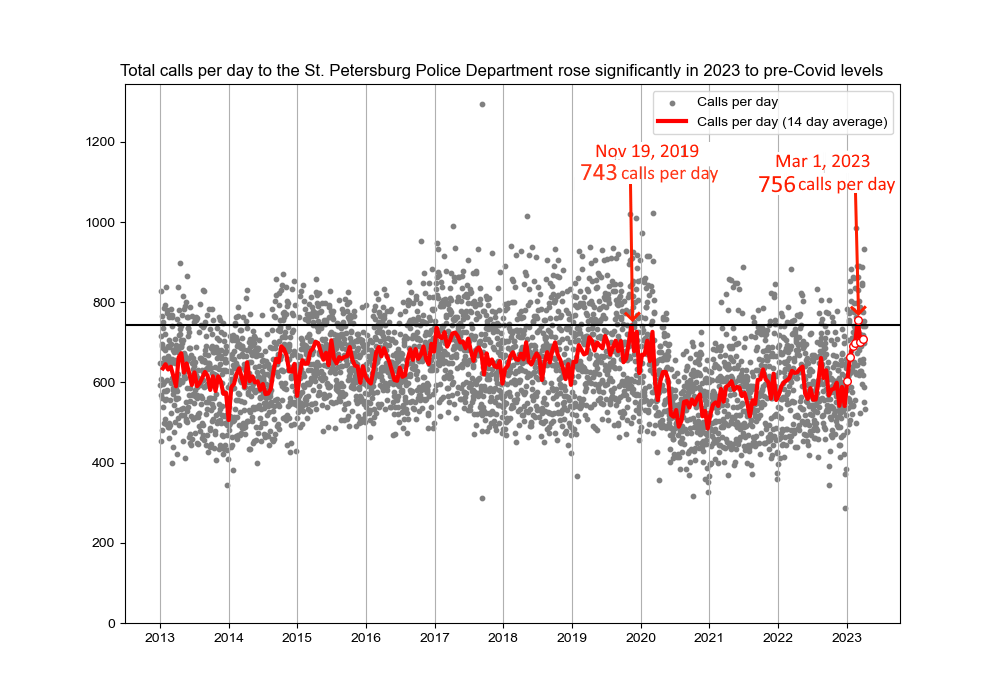 Total calls per day to the St. Petersburg Police Department rose significantly in 2023 to pre-Covid levels
Calls per day
Calls per day (14 day average)
Nov 19, 2019
743 calls per day
Mar 1, 2023
756 calls per day
1200
1000
800
600
400
200
0
2013 2014 2015 2016 2017 2018 2019 2020 2021 2022 2023